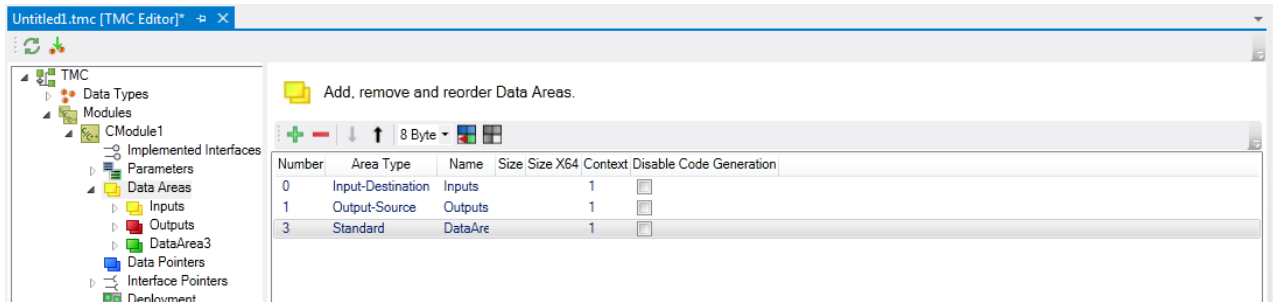 Untitled1.tmc [TMC Editor]*
TMC
Data Types
Modules
CModule1
Implemented Interfaces
Parameters
Data Areas
Inputs
Outputs
DataArea3
Data Pointers
Interface Pointers
Deployment
Add, remove and reorder Data Areas.
8 Byte
Number Area Type Name Size Size X64 Context Disable Code Generation
0 Input-Destination Inputs 1
1 Output-Source Outputs 1
3 Standard DataAre 1